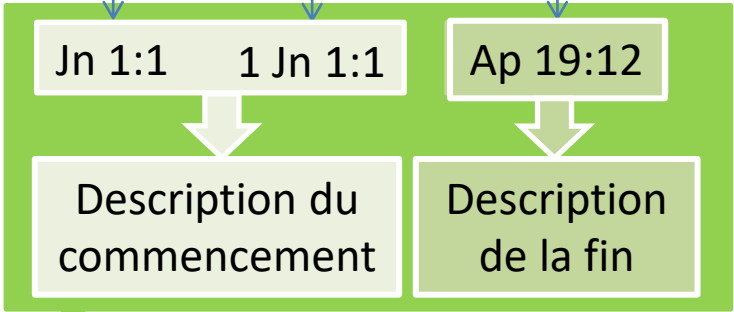 Jn 1:1 1 Jn 1:1 Ap 19:12
Description du
commencement
Description
de la fin